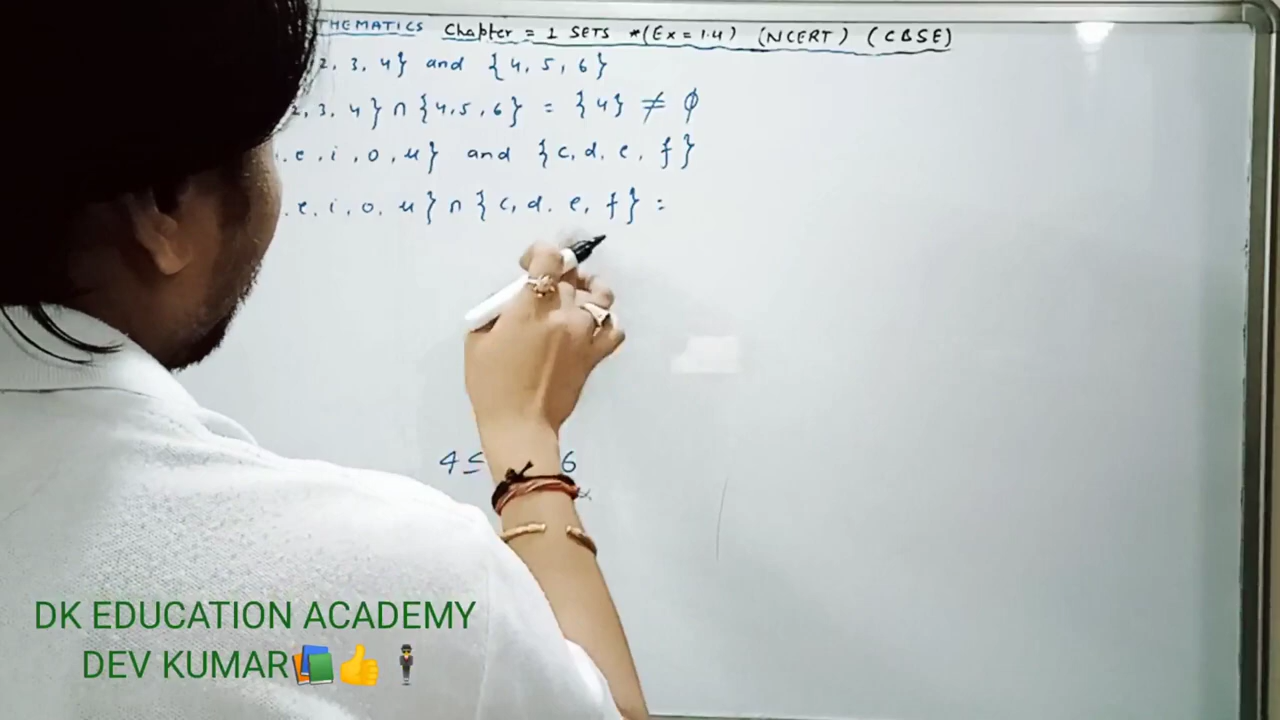 THEMATICS Chapter = 1 SETS *(Ex = 1.4) (NCERT) (CBSE)
2, 3, 4} and {4, 5, 6}
2, 3, 4} ∩ {4, 5, 6} = {4} ≠ ϕ
. e, i, o, u} and {c, d, e, f}
. e, i, o, u} ∩ {c, d. e, f} =
4 ≤ 6
DK EDUCATION ACADEMY
DEV KUMAR📚👍🕴